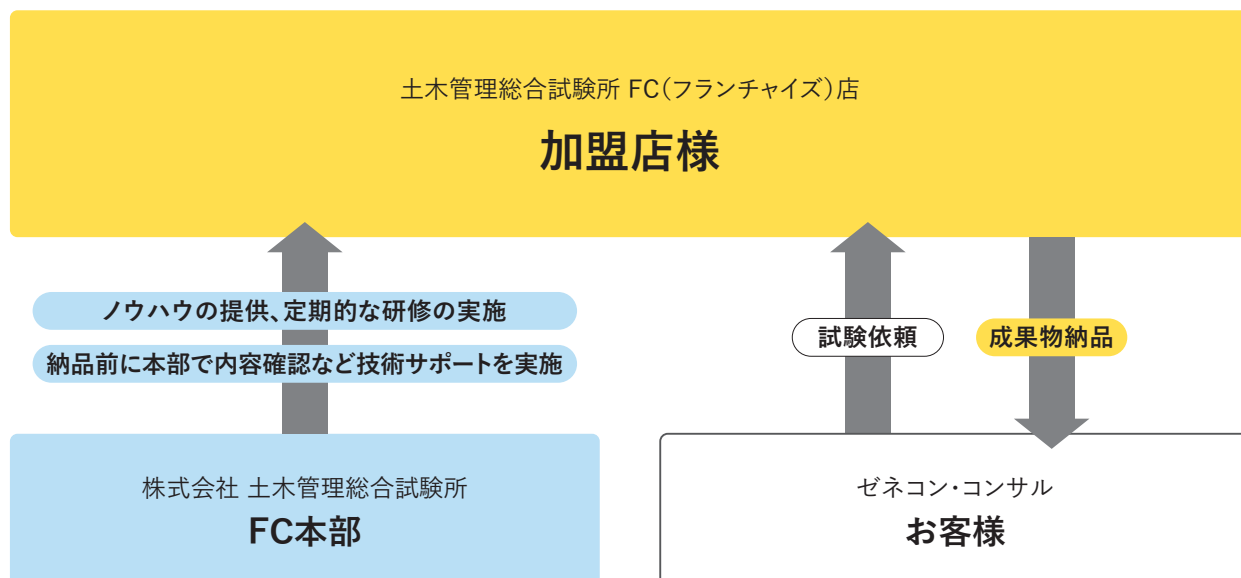 土木管理総合試験所 FC（フランチャイズ）店
加盟店様
ノウハウの提供、定期的な研修の実施
納品前に本部で内容確認など技術サポートを実施
試験依頼
成果物納品
株式会社 土木管理総合試験所
FC本部
ゼネコン・コンサル
お客様